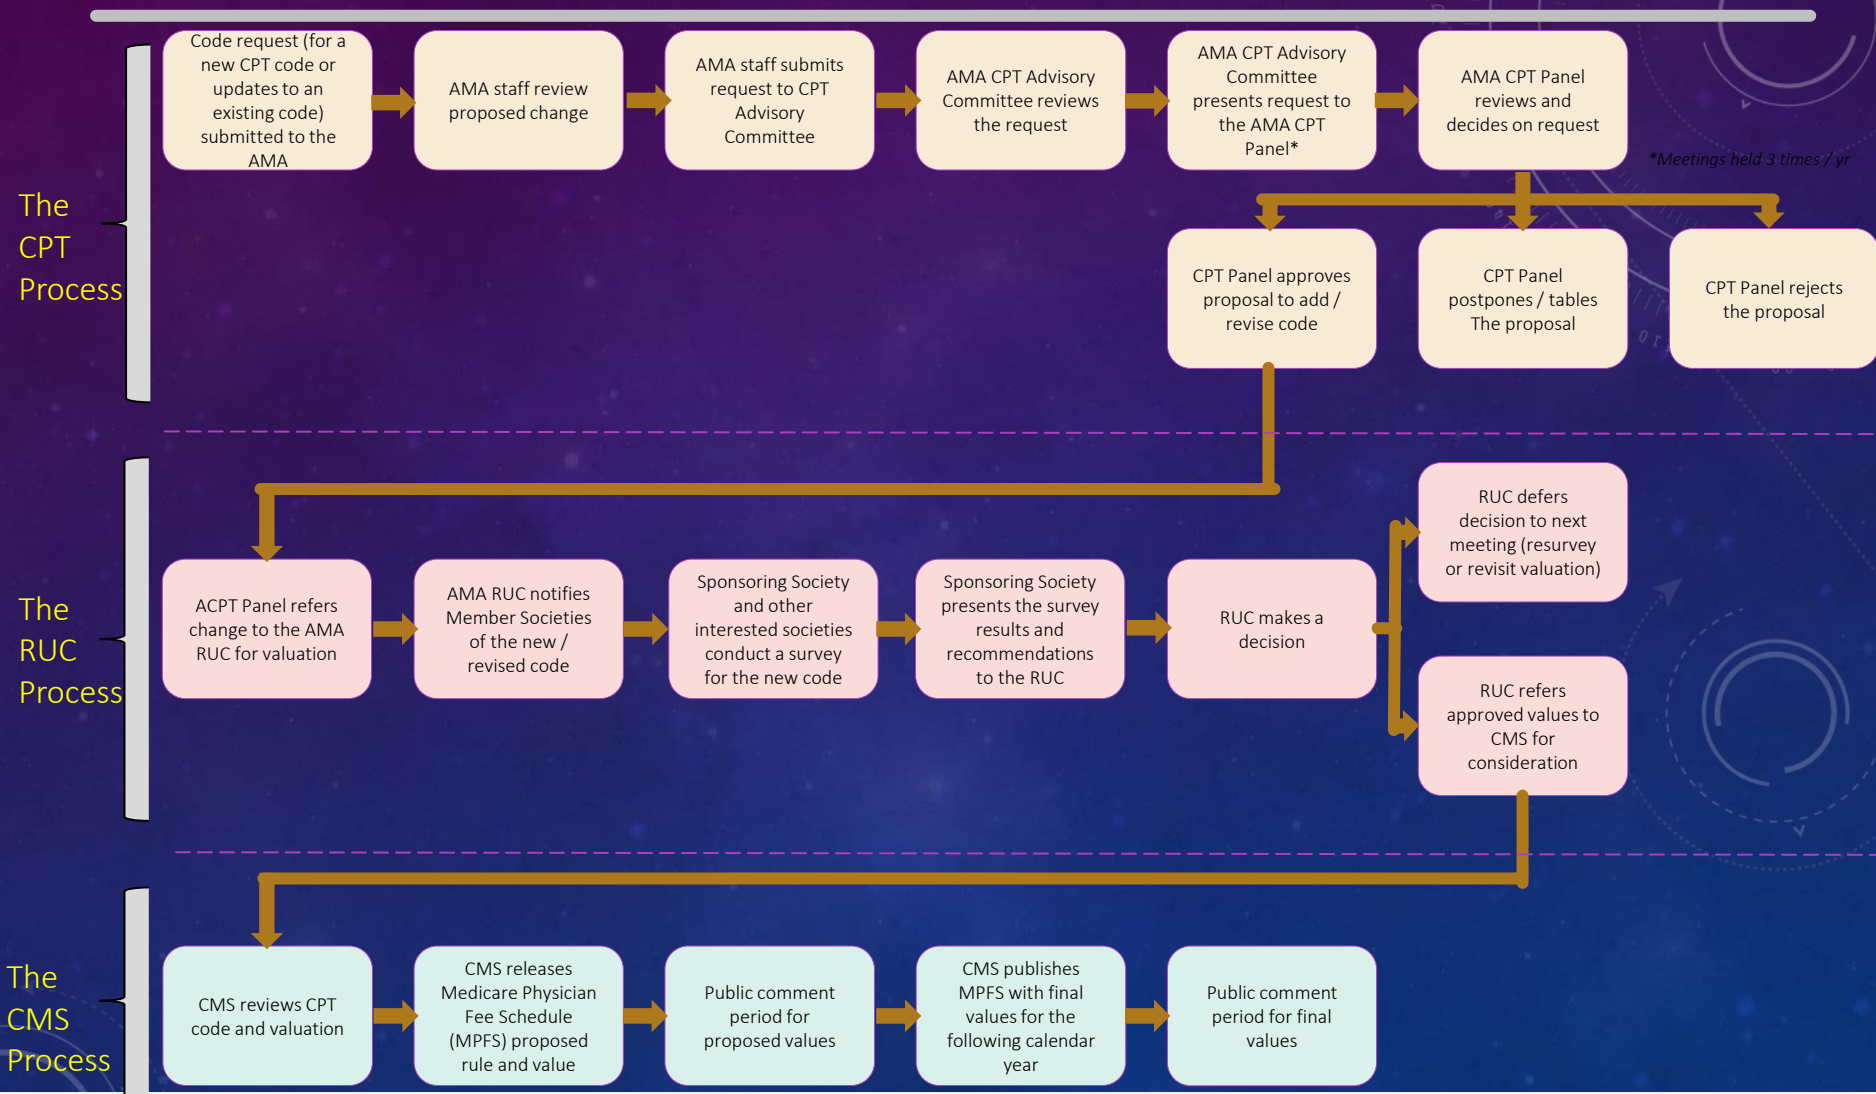 Code request (for a
new CPT code or
updates to an
existing code)
submitted to the
AMA
AMA staff review
proposed change
AMA staff submits
request to CPT
Advisory
Committee
AMA CPT Advisory
Committee reviews
the request
AMA CPT Advisory
Committee
presents request to
the AMA CPT
Panel*
AMA CPT Panel
reviews and
decides on request
*Meetings held 3 times / yr
The
CPT
Process
CPT Panel approves
proposal to add /
revise code
CPT Panel
postpones / tables
The proposal
CPT Panel rejects
the proposal
The
RUC
Process
ACPT Panel refers
change to the AMA
RUC for valuation
AMA RUC notifies
Member Societies
of the new /
revised code
Sponsoring Society
and other
interested societies
conduct a survey
for the new code
Sponsoring Society
presents the survey
results and
recommendations
to the RUC
RUC makes a
decision
RUC defers
decision to next
meeting (resurvey
or revisit valuation)
RUC refers
approved values to
CMS for
consideration
The
CMS
Process
CMS reviews CPT
code and valuation
CMS releases
Medicare Physician
Fee Schedule
(MPFS) proposed
rule and value
Public comment
period for
proposed values
CMS publishes
MPFS with final
values for the
following calendar
year
Public comment
period for final
values